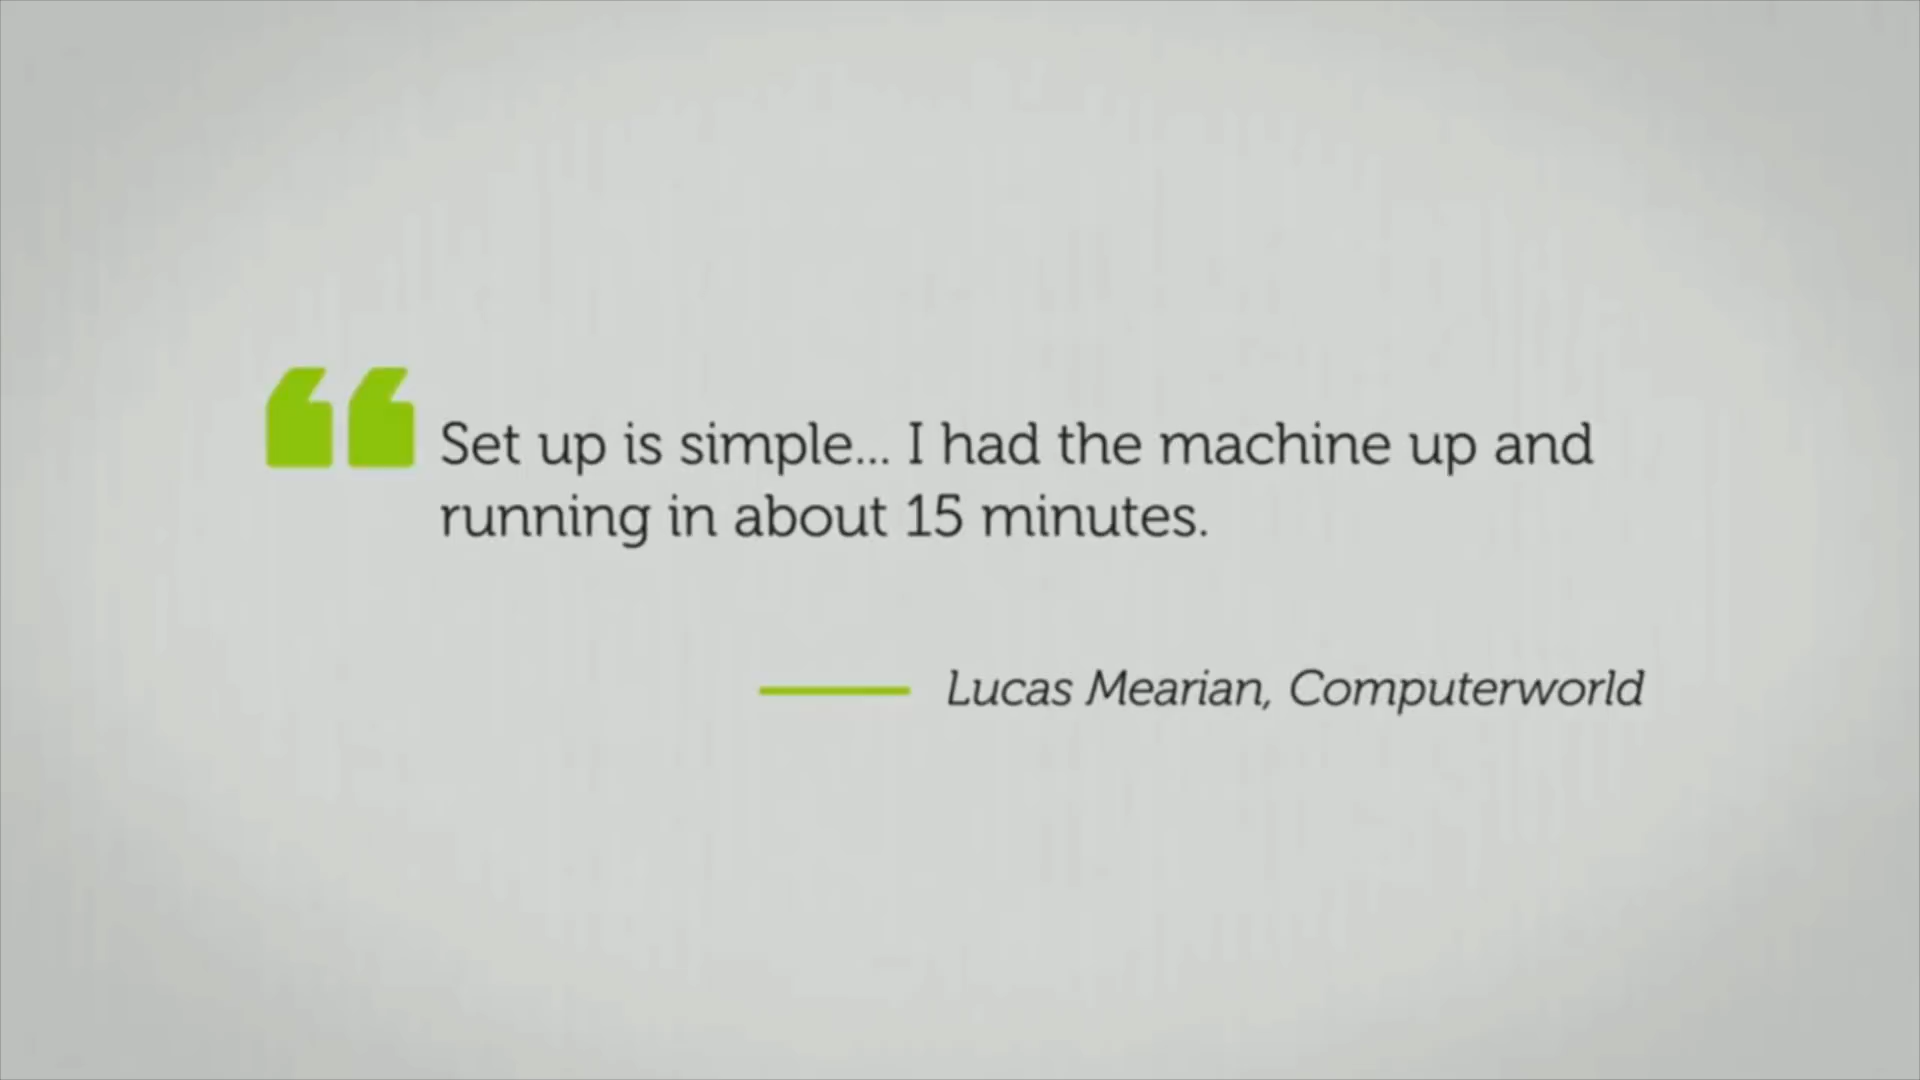 “Set up is simple... I had the machine up and
running in about 15 minutes.
Lucas Mearian, Computerworld